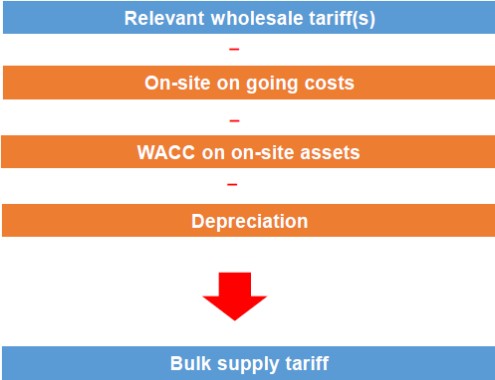 Relevant wholesale tariff(s)
–
On-site on going costs
–
WACC on on-site assets
–
Depreciation
Bulk supply tariff